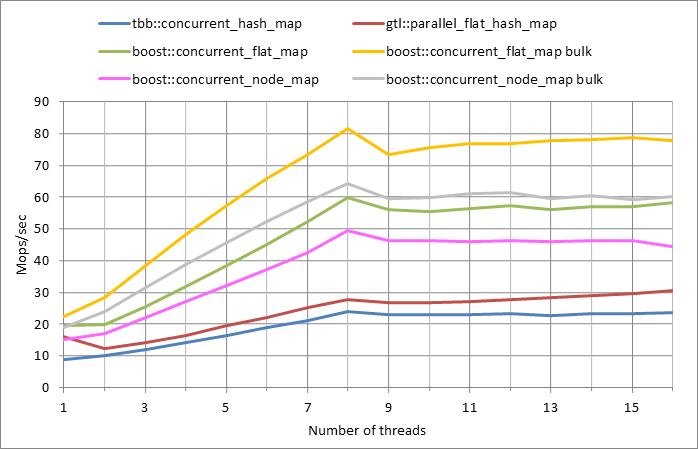 tbb::concurrent_hash_map gtl::parallel_flat_hash_map
boost::concurrent_flat_map boost::concurrent_flat_map bulk
boost::concurrent_node_map boost::concurrent_node_map bulk
90
80
70
60
50
40
30
20
10
0
Mops/sec
1 3 5 7 9 11 13 15
Number of threads